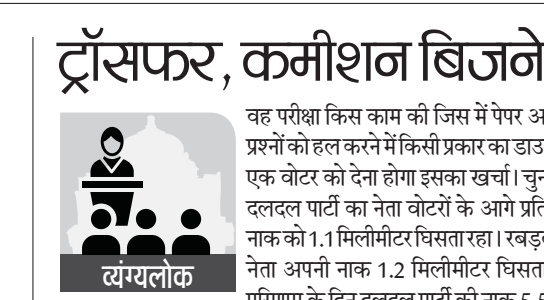 ट्रॉसफर, कमीशन बिजने
वह परीक्षा किस काम की जिस में पेपर अ
प्रश्नों को हल करने में किसी प्रकार का डाउ
एक वोटर को देना होगा इसका खर्चा। चुन
दलदल पार्टी का नेता वोटरों के आगे प्रति
नाक को 1.1 मिलीमीटर घिसता रहा। रबड़
नेता अपनी नाक 1.2 मिलीमीटर घिसता
व्यंग्यलोक